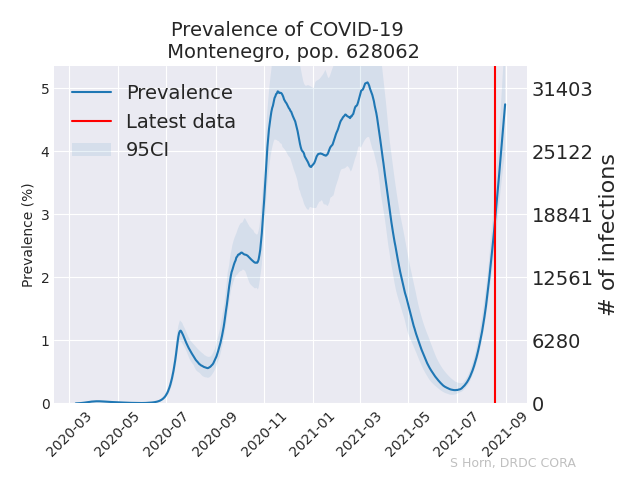 Prevalence of COVID-19
Montenegro, pop. 628062
Prevalence
Latest data
95CI
Prevalence (%)
5
4
3
2
1
0
31403
25122
18841
12561
6280
0
# of infections
2020-03
2020-05
2020-07
2020-09
2020-11
2021-01
2021-03
2021-05
2021-07
2021-09
S Horn, DRDC CORA